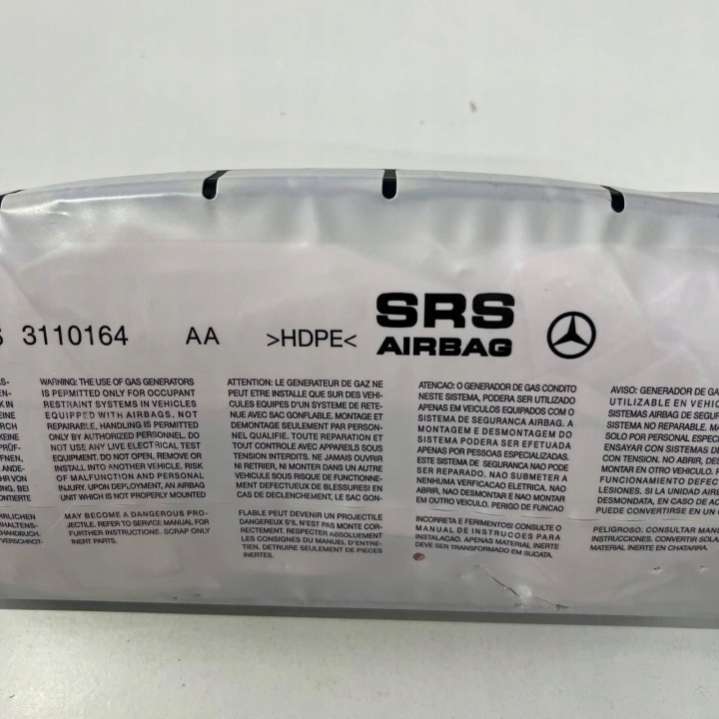 3110164 AA >HDPE< SRS
AIRBAG
WARNING: THE USE OF GAS GENERATORS
IS PERMITTED ONLY FOR OCCUPANT
RESTRAINT SYSTEMS IN VEHICLES
EQUIPPED WITH AIRBAGS. NOT
REPAIRABLE, HANDLING IS PERMITTED
ONLY BY AUTHORIZED PERSONNEL. DO
NOT USE ANY LIVE ELECTRICAL TEST
EQUIPMENT. DO NOT OPEN, REMOVE OR
INSTALL INTO ANOTHER VEHICLE, RISK
OF MALFUNCTION AND PERSONAL
INJURY. UPON DEPLOYMENT, AN AIRBAG
UNIT WHICH IS NOT PROPERLY MOUNTED
MAY BECOME A DANGEROUS PRO-
JECTILE. REFER TO SERVICE MANUAL FOR
FURTHER INSTRUCTIONS. SCRAP ONLY
INERT PARTS.
ATTENTION: LE GENERATEUR DE GAZ NE
PEUT ETRE INSTALLE QUE SUR DES VEHI-
CULES EQUIPES D'UN SYSTEME DE RETE-
NUE AVEC SAC GONFLABLE. MONTAGE ET
DEMONTAGE SEULEMENT PAR PERSON-
NEL QUALIFIE. TOUTE REPARATION ET
TOUT CONTROLE AVEC APPAREILS SOUS
TENSION INTERDITS. NE JAMAIS OUVRIR
NI RETRIER, NI MONTER DANS UN AUTRE
VEHICULE SOUS RISQUE DE FUNCTIONNE-
MENT DEFECTUEUX DE BLESSURES! EN
CAS DE DECLENCHEMENT, LE SAC GON-
FLABLE PEUT DEVENIR UN PROJECTILE
DANGEREUX S'IL N'EST PAS MONTE COR-
RECTEMENT. RESPECTER ABSOLUEMENT
LES CONSIGNES DU MANUEL D'ENTRE-
TIEN. DETRUIRE SEULEMENT DE PIECES
INERTES.
ATENCAO: O GENERADOR DE GAS CONDITO
NESTE SISTEMA, PODERA SER UTILIZADO
APENAS EM VEICULOS EQUIPADOS COM O
SISTEMA DE SEGURANCA AIRBAG. A
MONTAGEM E DESMONTAGEM DO
SISTEMA PODERA SER EFETUADA
APENAS POR PESSOAS ESPECIALIZADAS.
ESTE SISTEMA DE SEGURANCA NAO PODE
SER REPARADO. NAO SUBMETER A
NENHUMA VERIFICACAO ELETRICA, NAO
ABRIR, NAO DESMONTAR E NAO MONTAR
EM OUTRO VEICULO. PERIGO DE FUNCAO
INCORRETA E FERIMENTOS! CONSULTE O
MANUAL DE INSTRUCOES PARA
INSTALACAO. APENAS MATERIAL INERTE
DEVE SER TRANSFORMADO EM SUCATA.
AVISO: GENERADOR DE GA
UTILIZABLE EN VEHIC
SISTEMAS AIRBAG DE SEGU
SISTEMA NO REPARABLE. MA
SOLO POR PERSONAL ESPECI
ENSAYAR CON SISTEMAS DE
CON TENSION. NO ABRIR, DE
MONTAR EN OTRO VEHICULO.
FUNCIONAMIENTO DEFECT
LESIONES. SI LA UNIDAD AIRB
DESMONDATA, EN CASO DE AC
PUEDE CONVERTIRSE EN UN
PELIGROSO. CONSULTAR MAN
INSTRUCCIONES. CONVERTIR SOLA
MATERIAL INERTE EN CHATARRA.